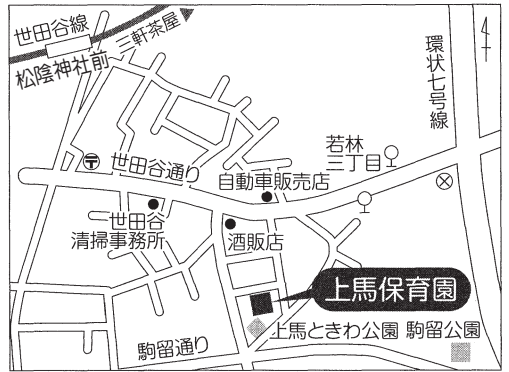 世田谷線
三軒茶屋
松陰神社前
環状七号線
若林
三丁目
〒
世田谷通り
自動車販売店
世田谷
清掃事務所
酒販店
上馬保育園
上馬ときわ公園
駒留公園
駒留通り